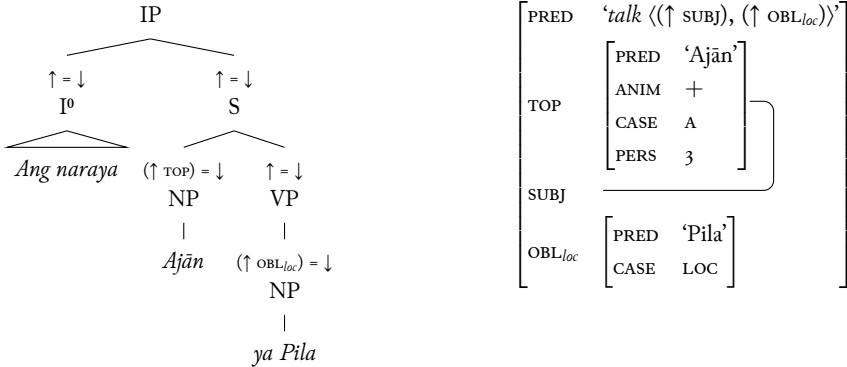 IP
↑ = ↓ ↑ = ↓
I⁰ S
Ang naraya (↑ TOP) = ↓ ↑ = ↓
NP VP
Ajān (↑ OBLloc) = ↓
NP
ya Pila
PRED ‘talk ⟨(↑ SUBJ), (↑ OBLloc)⟩’
TOP
PRED ‘Ajān’
ANIM +
CASE A
PERS 3
SUBJ
OBLloc
PRED ‘Pila’
CASE LOC